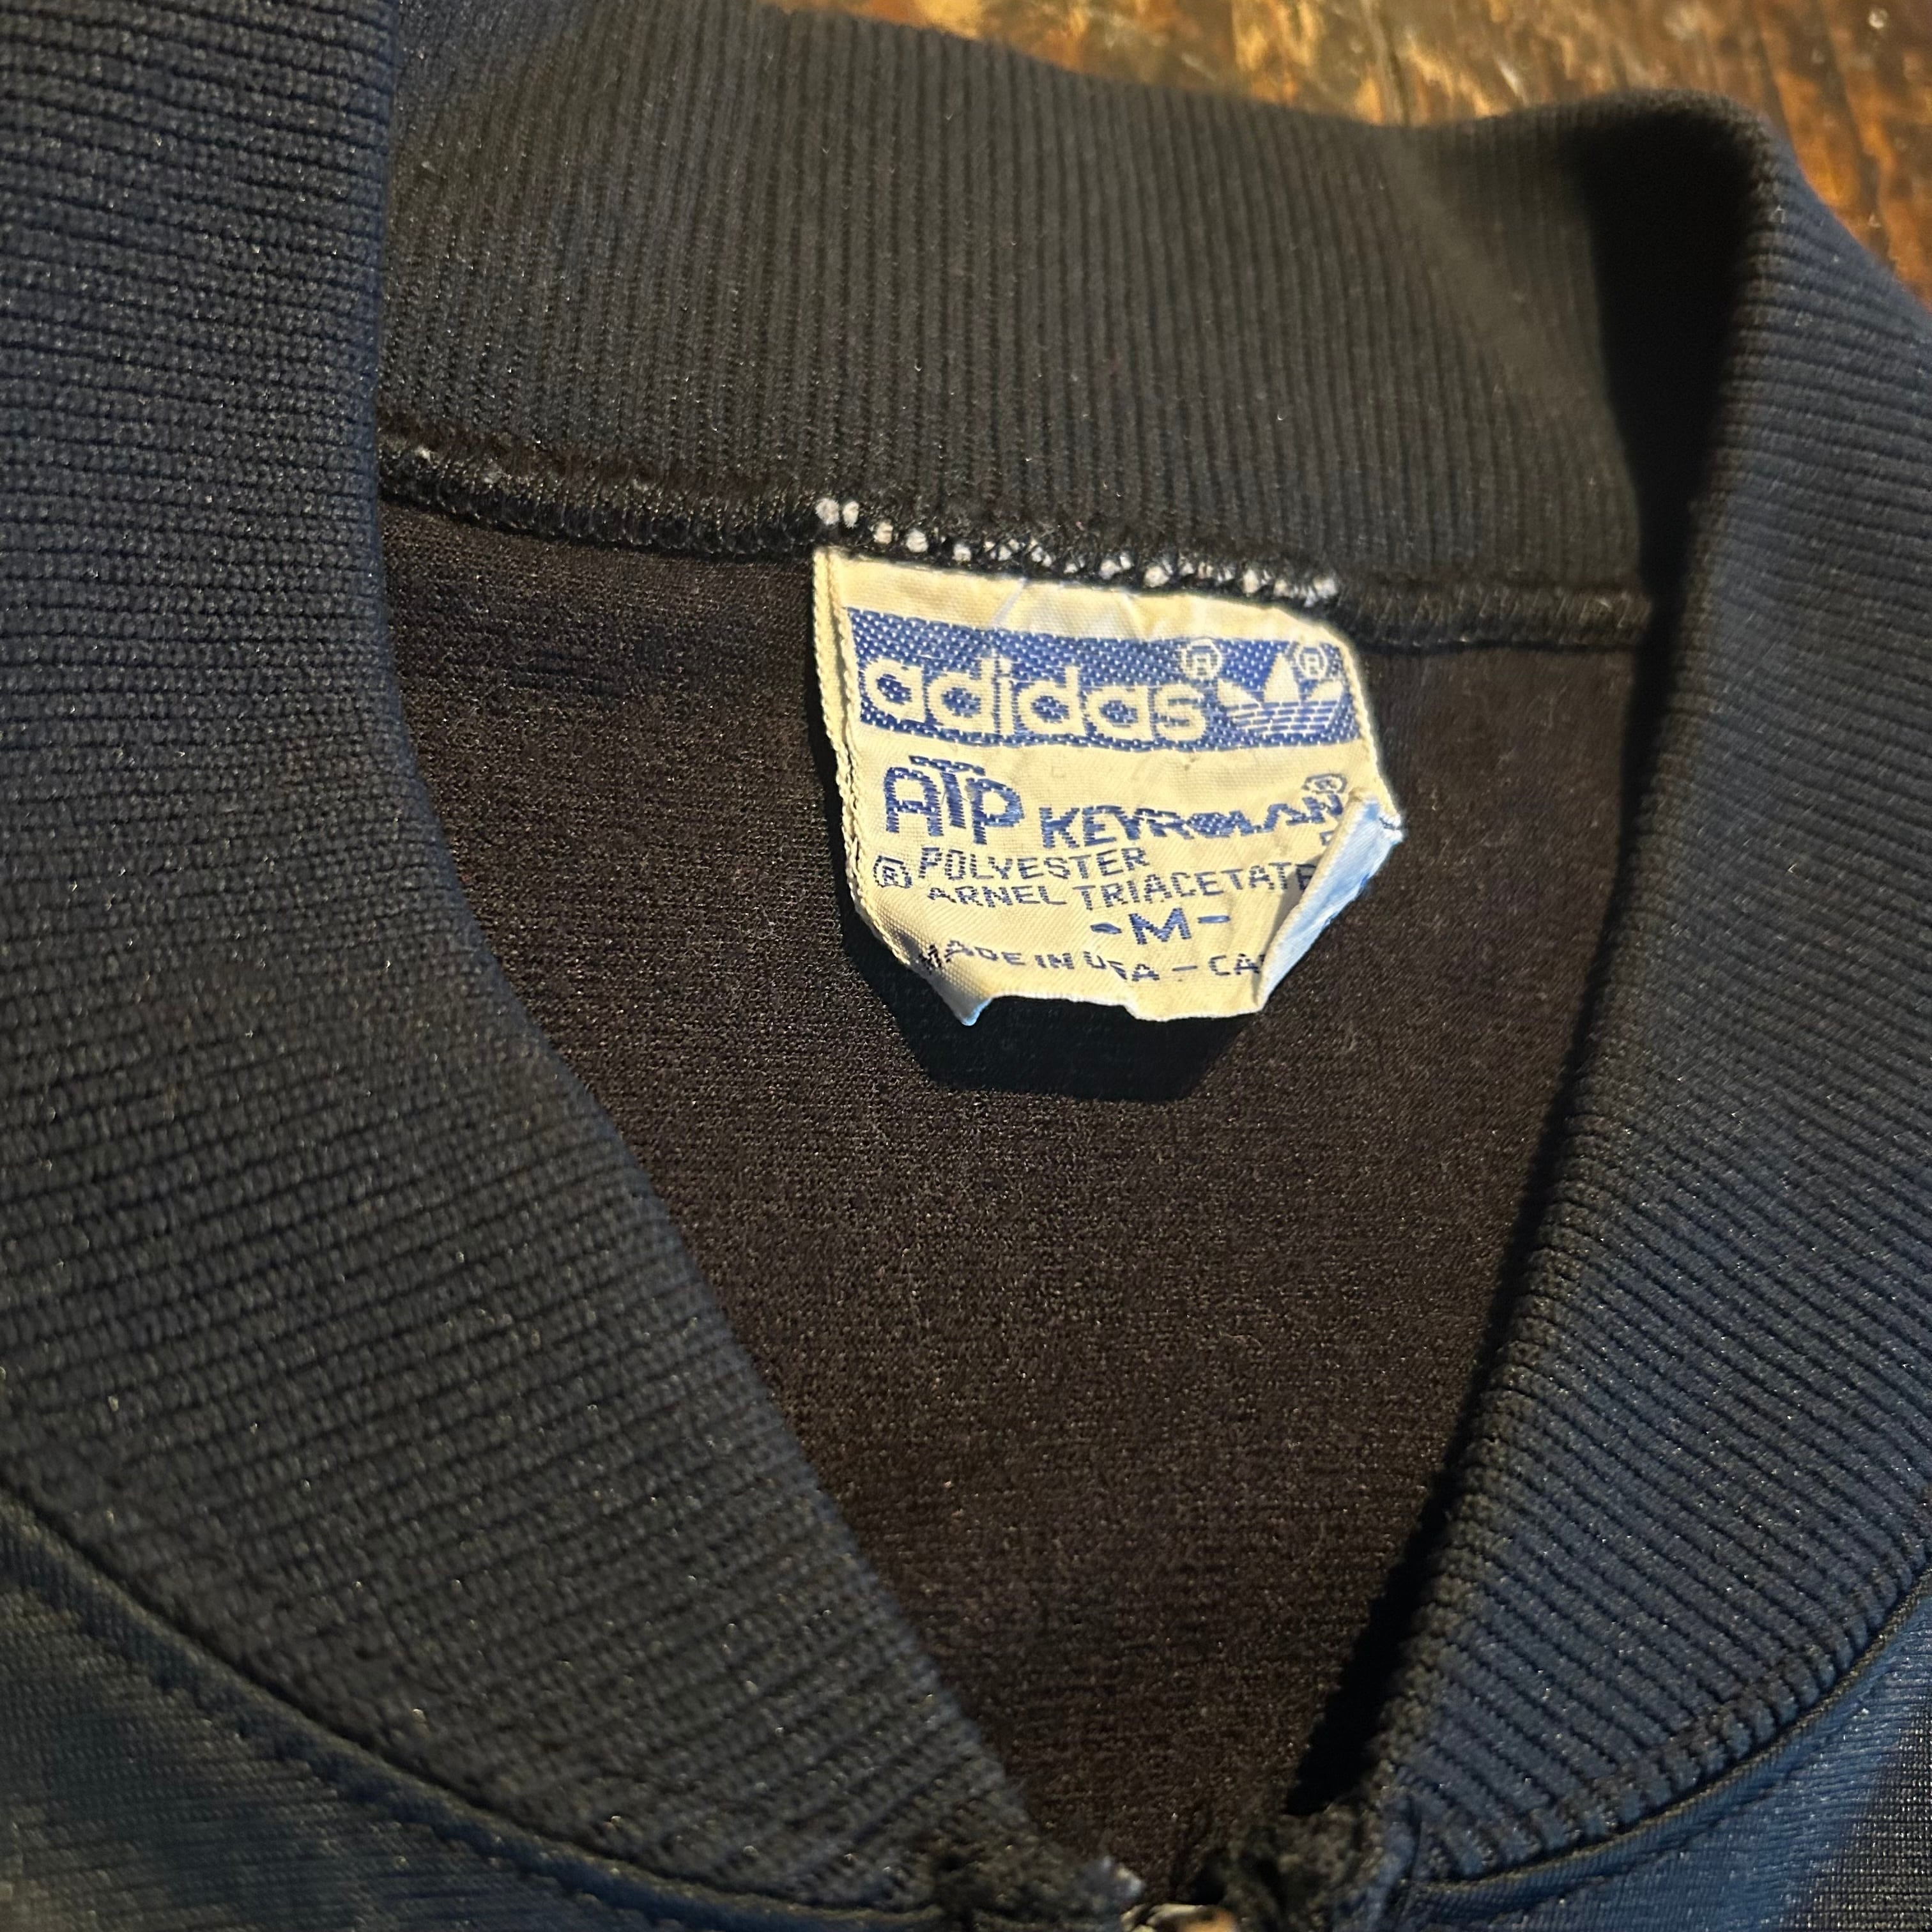 adidas® ®
ATP KEYROLAN®
POLYESTER
® ARNEL TRIACETATE
-M-
MADE IN USA - CA